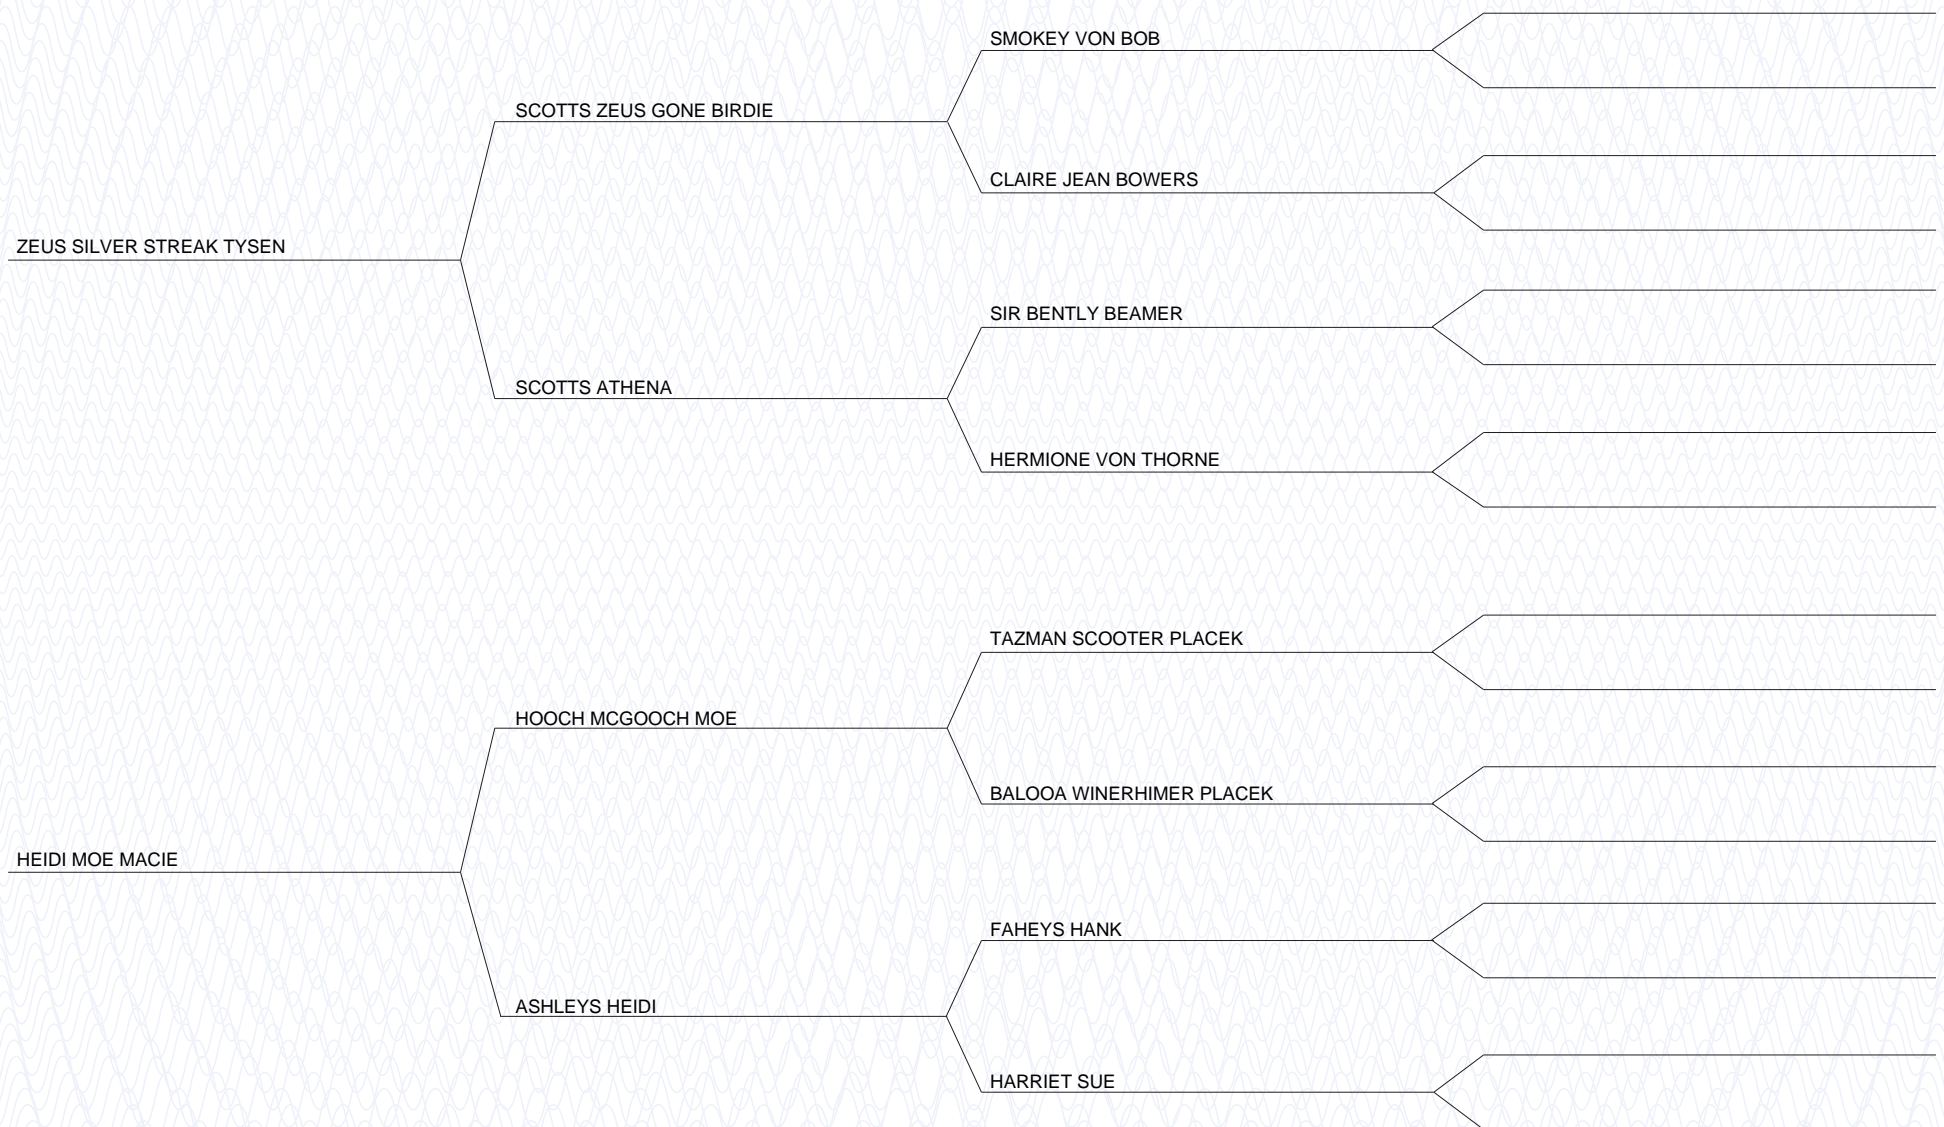 SMOKEY VON BOB
SCOTTS ZEUS GONE BIRDIE
CLAIRE JEAN BOWERS
ZEUS SILVER STREAK TYSEN
SIR BENTLY BEAMER
SCOTTS ATHENA
HERMIONE VON THORNE
TAZMAN SCOOTER PLACEK
HOOCH MCGOOCH MOE
BALOOA WINERHIMER PLACEK
HEIDI MOE MACIE
FAHEYS HANK
ASHLEYS HEIDI
HARRIET SUE